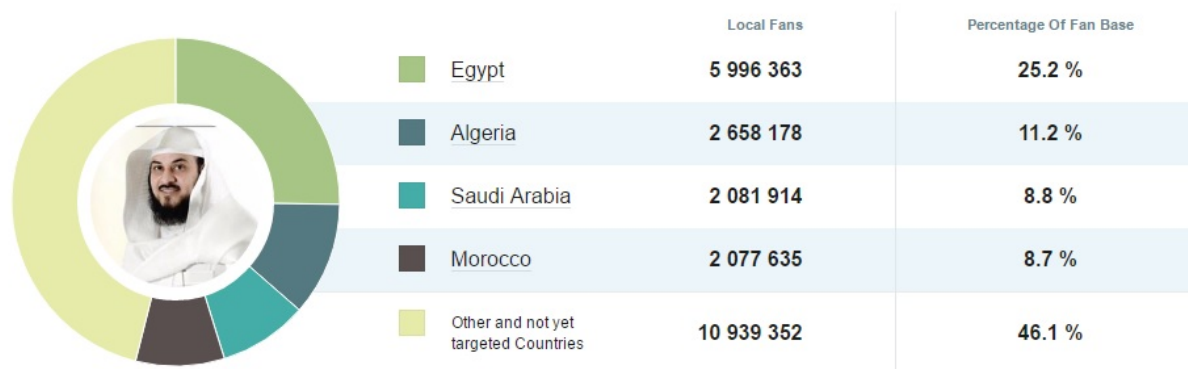 Local Fans Percentage Of Fan Base
Egypt 5 996 363 25.2 %
Algeria 2 658 178 11.2 %
Saudi Arabia 2 081 914 8.8 %
Morocco 2 077 635 8.7 %
Other and not yet
targeted Countries 10 939 352 46.1 %